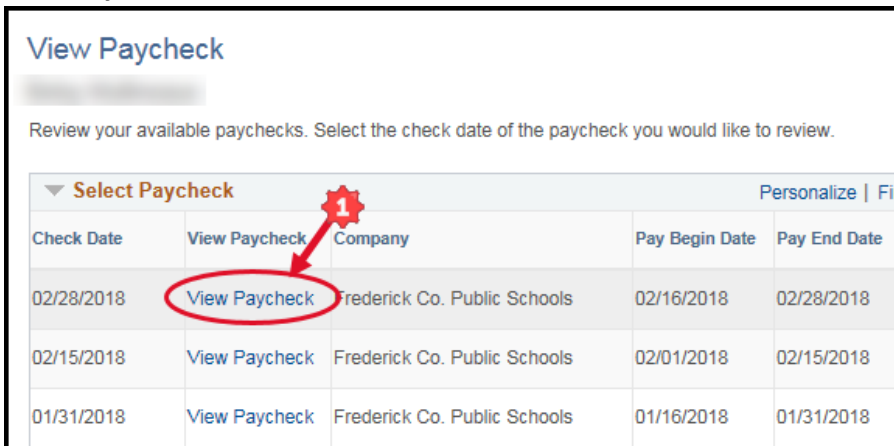 View Paycheck
Review your available paychecks. Select the check date of the paycheck you would like to review.
Select Paycheck Personalize | Fi
1
Check Date View Paycheck Company Pay Begin Date Pay End Date
02/28/2018 View Paycheck Frederick Co. Public Schools 02/16/2018 02/28/2018
02/15/2018 View Paycheck Frederick Co. Public Schools 02/01/2018 02/15/2018
01/31/2018 View Paycheck Frederick Co. Public Schools 01/16/2018 01/31/2018